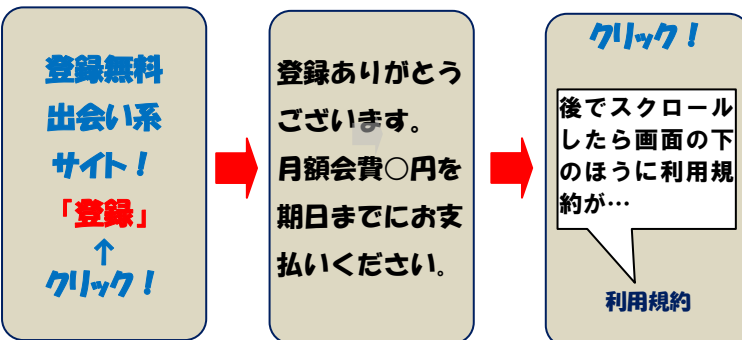 登録無料
出会い系
サイト！
「登録」
↑
クリック！
登録ありがとう
ございます。
月額会費○円を
期日までにお支
払いください。
クリック！
後でスクロール
したら画面の下
のほうに利用規
約が…
利用規約